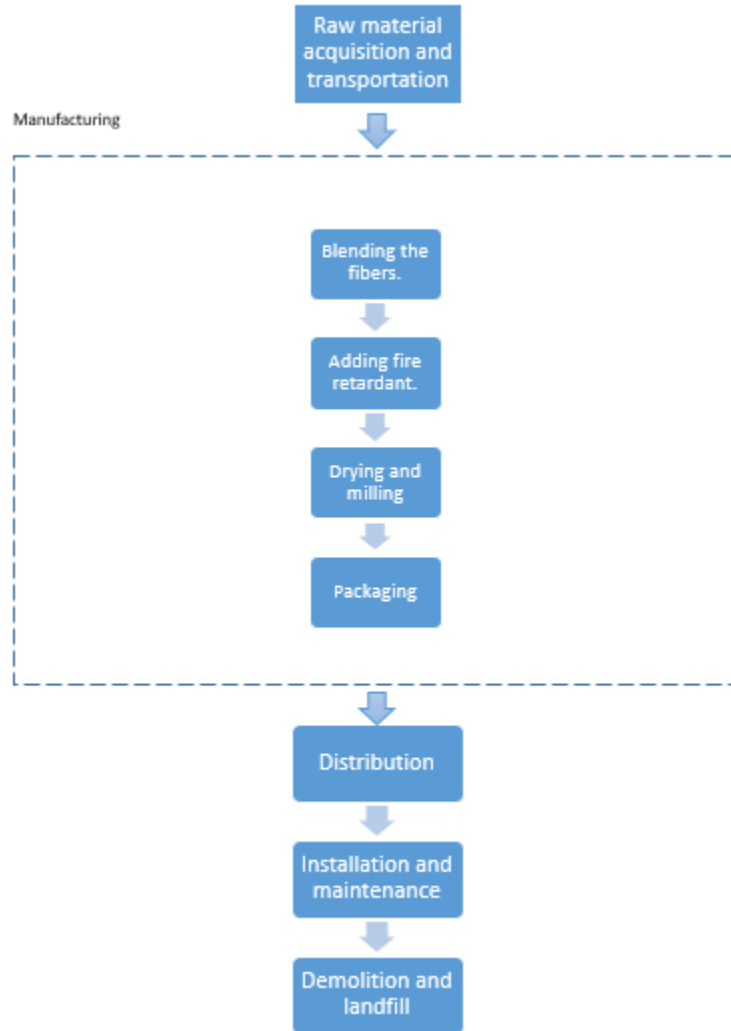 Raw material
acquisition and
transportation
Manufacturing
Blending the
fibers.
Adding fire
retardant.
Drying and
milling
Packaging
Distribution
Installation and
maintenance
Demolition and
landfill